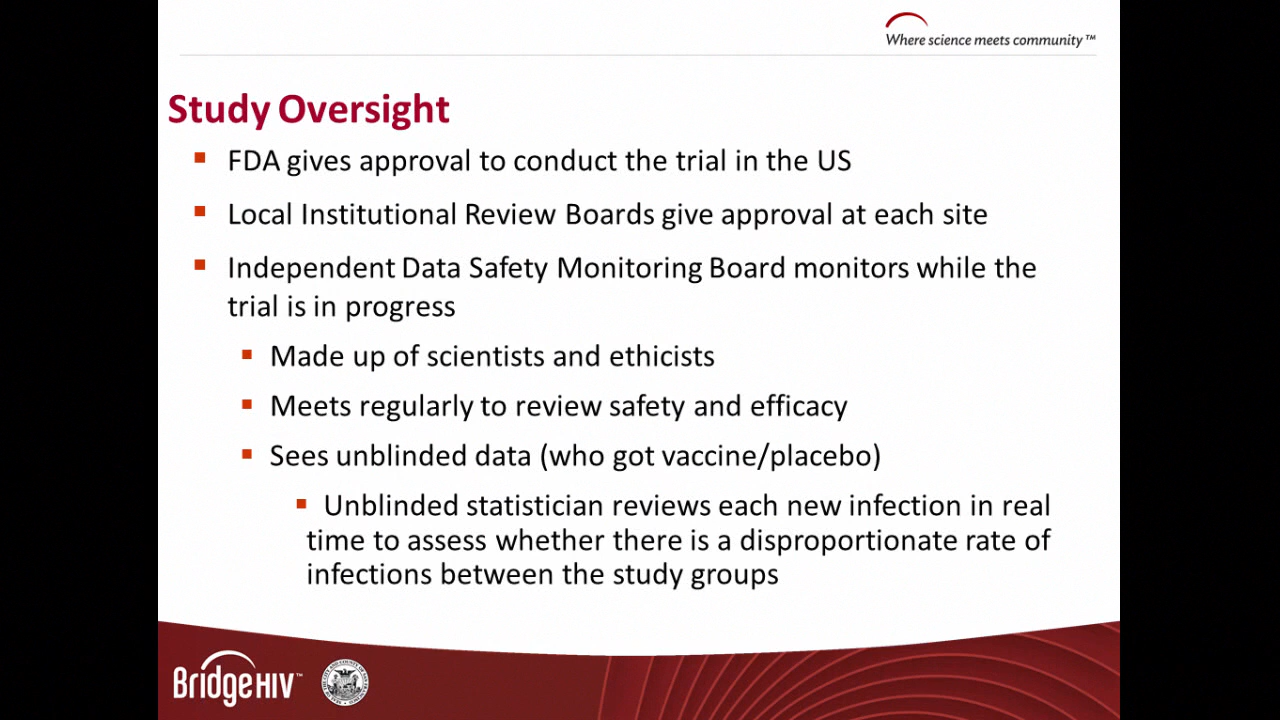 Where science meets community™
Study Oversight
▪ FDA gives approval to conduct the trial in the US
▪ Local Institutional Review Boards give approval at each site
▪ Independent Data Safety Monitoring Board monitors while the
trial is in progress
▪ Made up of scientists and ethicists
▪ Meets regularly to review safety and efficacy
▪ Sees unblinded data (who got vaccine/placebo)
▪ Unblinded statistician reviews each new infection in real
time to assess whether there is a disproportionate rate of
infections between the study groups
BridgeHIV™